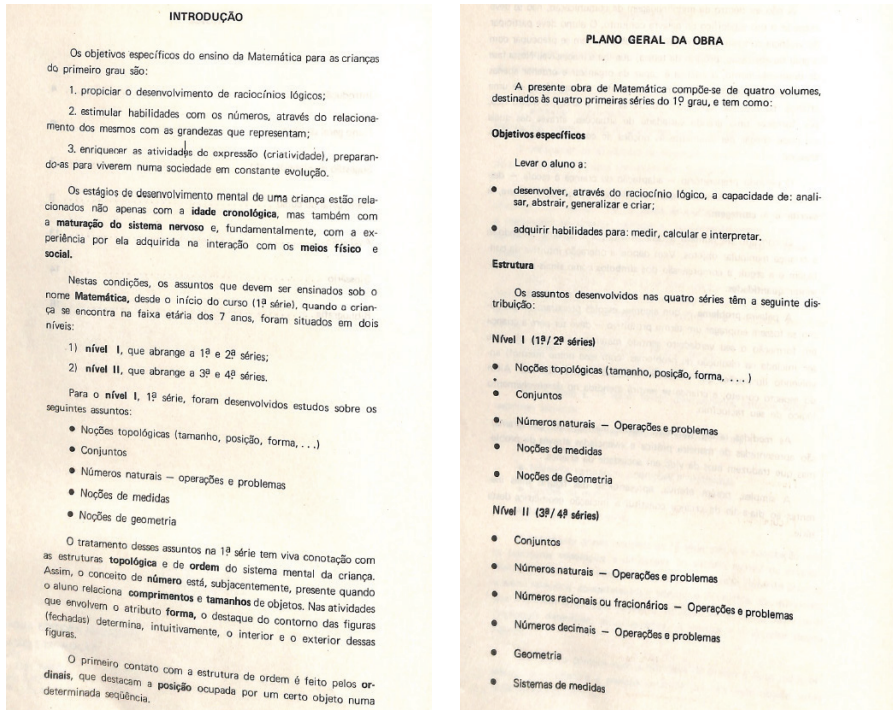 INTRODUÇÃO
Os objetivos específicos do ensino da Matemática para as crianças
do primeiro grau são:
1. propiciar o desenvolvimento de raciocínios lógicos;
2. estimular habilidades com os números, através do relaciona-
mento dos mesmos com as grandezas que representam;
3. enriquecer as atividades de expressão (criatividade), preparan-
do-as para viverem numa sociedade em constante evolução.
Os estágios de desenvolvimento mental de uma criança estão rela-
cionados não apenas com a idade cronológica, mas também com
a maturação do sistema nervoso e, fundamentalmente, com a ex-
periência por ela adquirida na interação com os meios físico e
social.
Nestas condições, os assuntos que devem ser ensinados sob o
nome Matemática, desde o início do curso (1ª série), quando a crian-
ça se encontra na faixa etária dos 7 anos, foram situados em dois
níveis:
1) nível I, que abrange a 1ª e 2ª séries;
2) nível II, que abrange a 3ª e 4ª séries.
Para o nível I, 1ª série, foram desenvolvidos estudos sobre os
seguintes assuntos:
• Noções topológicas (tamanho, posição, forma, . . .)
• Conjuntos
• Números naturais — operações e problemas
• Noções de medidas
• Noções de geometria
O tratamento desses assuntos na 1ª série tem viva conotação com
as estruturas topológica e de ordem do sistema mental da criança.
Assim, o conceito de número está, subjacentemente, presente quando
o aluno relaciona comprimentos e tamanhos de objetos. Nas atividades
que envolvem o atributo forma, o destaque do contorno das figuras
(fechadas) determina, intuitivamente, o interior e o exterior dessas
figuras.
O primeiro contato com a estrutura de ordem é feito pelos or-
dinais, que destacam a posição ocupada por um certo objeto numa
determinada seqüência.
PLANO GERAL DA OBRA
A presente obra de Matemática compõe-se de quatro volumes,
destinados às quatro primeiras séries do 1º grau, e tem como:
Objetivos específicos
Levar o aluno a:
• desenvolver, através do raciocínio lógico, a capacidade de: anali-
sar, abstrair, generalizar e criar;
• adquirir habilidades para: medir, calcular e interpretar.
Estrutura
Os assuntos desenvolvidos nas quatro séries têm a seguinte dis-
tribuição:
Nível I (1ª/ 2ª séries)
• Noções topológicas (tamanho, posição, forma, . . . )
• Conjuntos
• Números naturais — Operações e problemas
• Noções de medidas
• Noções de Geometria
Nível II (3ª/ 4ª séries)
• Conjuntos
• Números naturais — Operações e problemas
• Números racionais ou fracionários — Operações e problemas
• Números decimais — Operações e problemas
• Geometria
• Sistemas de medidas